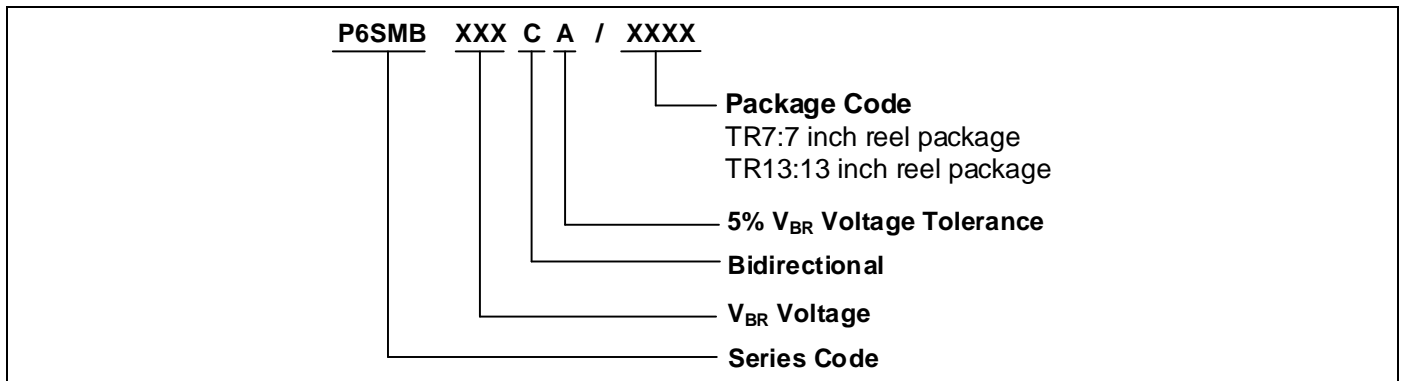 P6SMB XXX C A / XXXX
Package Code
TR7:7 inch reel package
TR13:13 inch reel package
5% VBR Voltage Tolerance
Bidirectional
VBR Voltage
Series Code